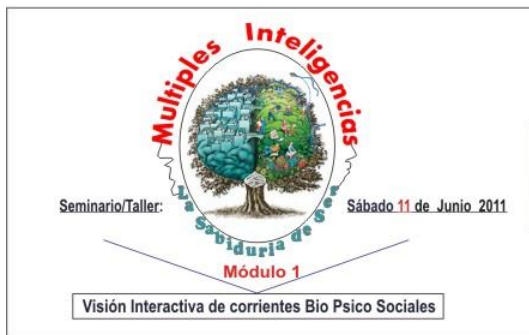 Multiples Inteligencias
Seminario/Taller:
La Sabiduria de Ser
Sábado 11 de Junio 2011
Módulo 1
Visión Interactiva de corrientes Bio Psico Sociales